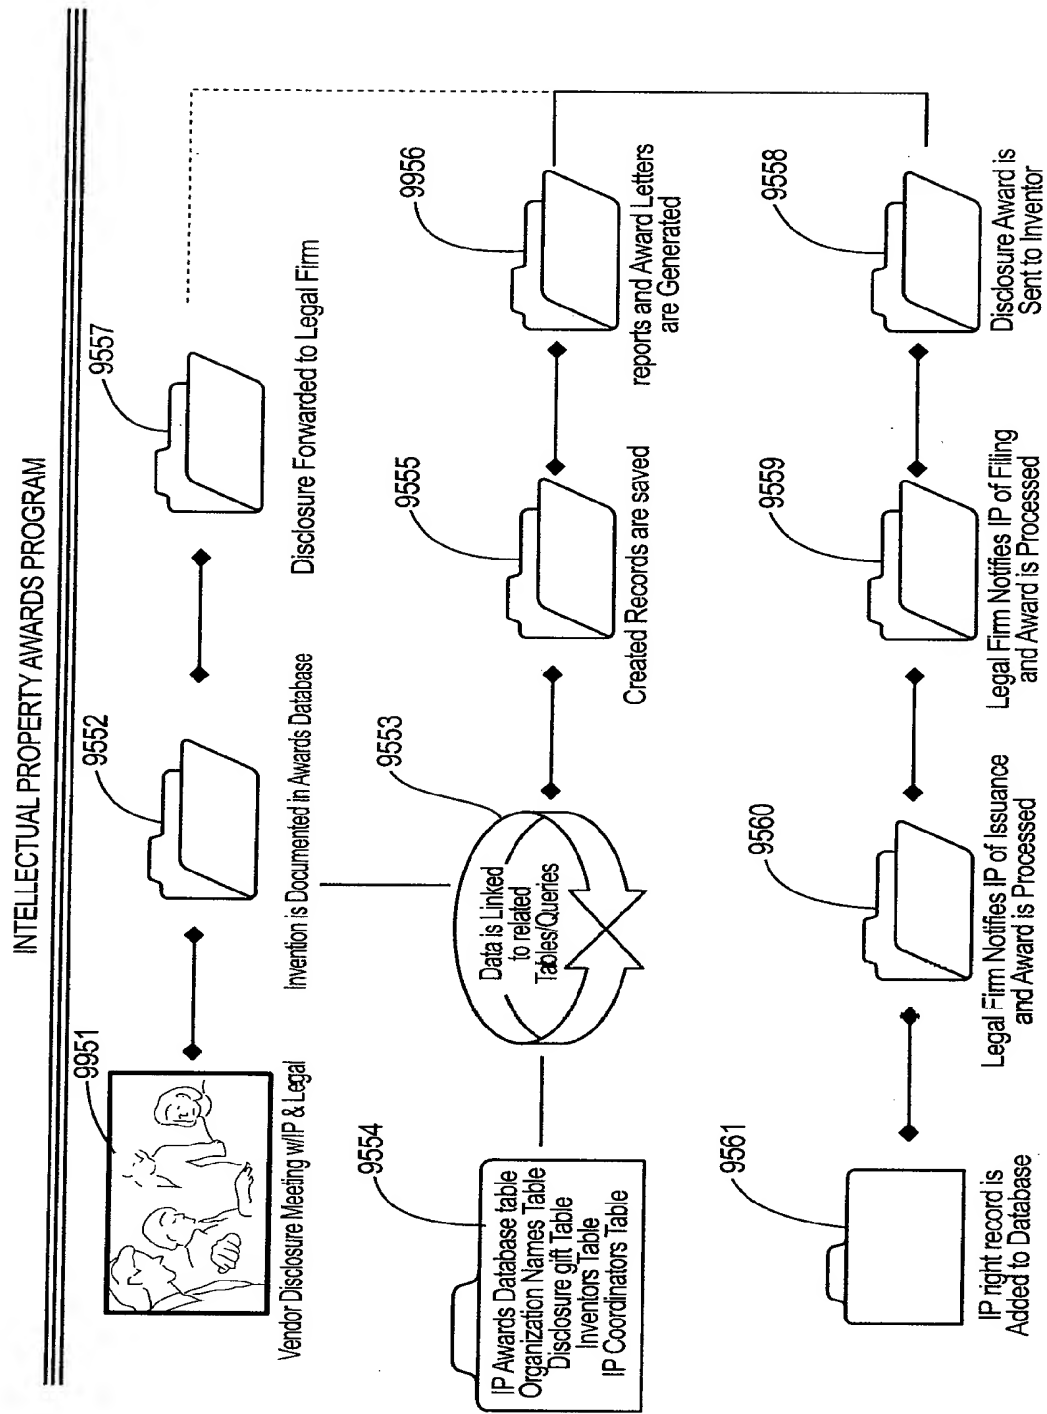 INTELLECTUAL PROPERTY AWARDS PROGRAM
9951
Vendor Disclosure Meeting w/IP & Legal
9552
Invention is Documented in Awards Database
9557
Disclosure Forwarded to Legal Firm
9554
IP Awards Database table
Organization Names Table
Disclosure gift Table
Inventors Table
IP Coordinators Table
9553
Data is Linked
to related
Tables/Queries
9555
Created Records are saved
9956
reports and Award Letters
are Generated
9561
IP right record is
Added to Database
9560
Legal Firm Notifies IP of Issuance
and Award is Processed
9559
Legal Firm Notifies IP of Filing
and Award is Processed
9558
Disclosure Award is
Sent to Inventor